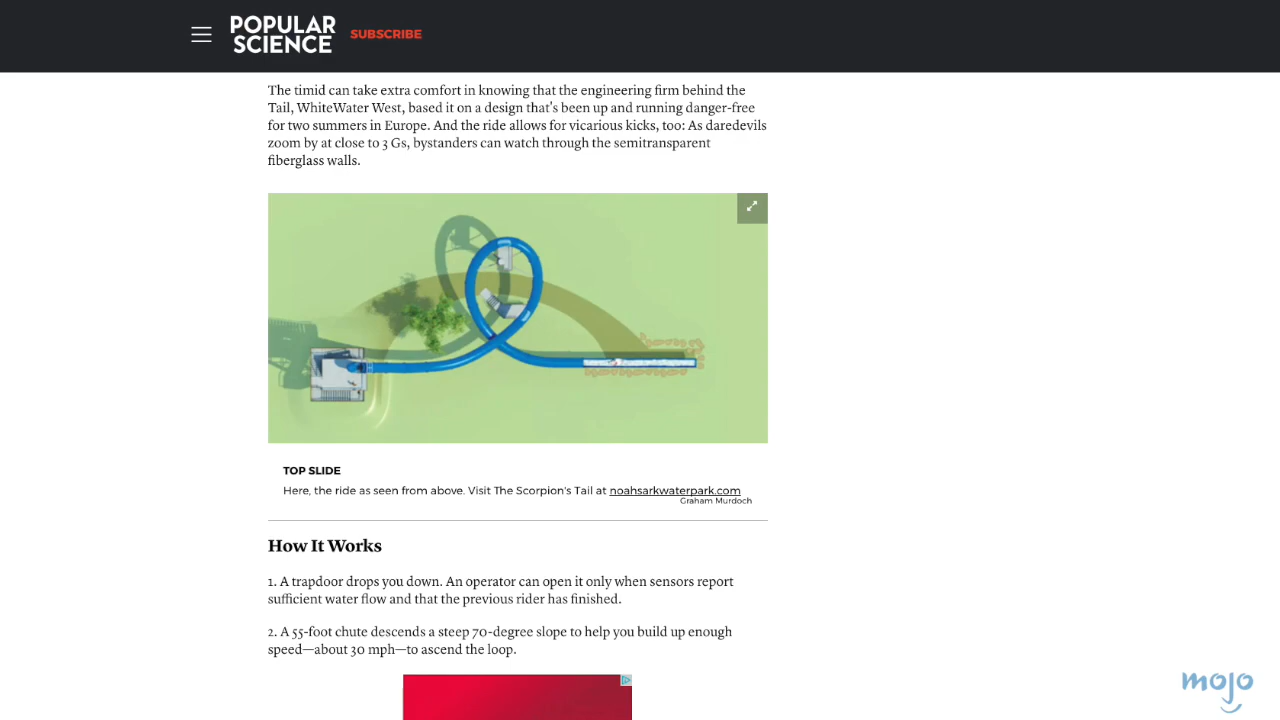 POPULAR
SCIENCE
SUBSCRIBE
The timid can take extra comfort in knowing that the engineering firm behind the
Tail, WhiteWater West, based it on a design that's been up and running danger-free
for two summers in Europe. And the ride allows for vicarious kicks, too: As daredevils
zoom by at close to 3 Gs, bystanders can watch through the semitransparent
fiberglass walls.
TOP SLIDE
Here, the ride as seen from above. Visit The Scorpion's Tail at noahsarkwaterpark.com
Graham Murdoch
How It Works
1. A trapdoor drops you down. An operator can open it only when sensors report
sufficient water flow and that the previous rider has finished.
2. A 55-foot chute descends a steep 70-degree slope to help you build up enough
speed—about 30 mph—to ascend the loop.
mojo